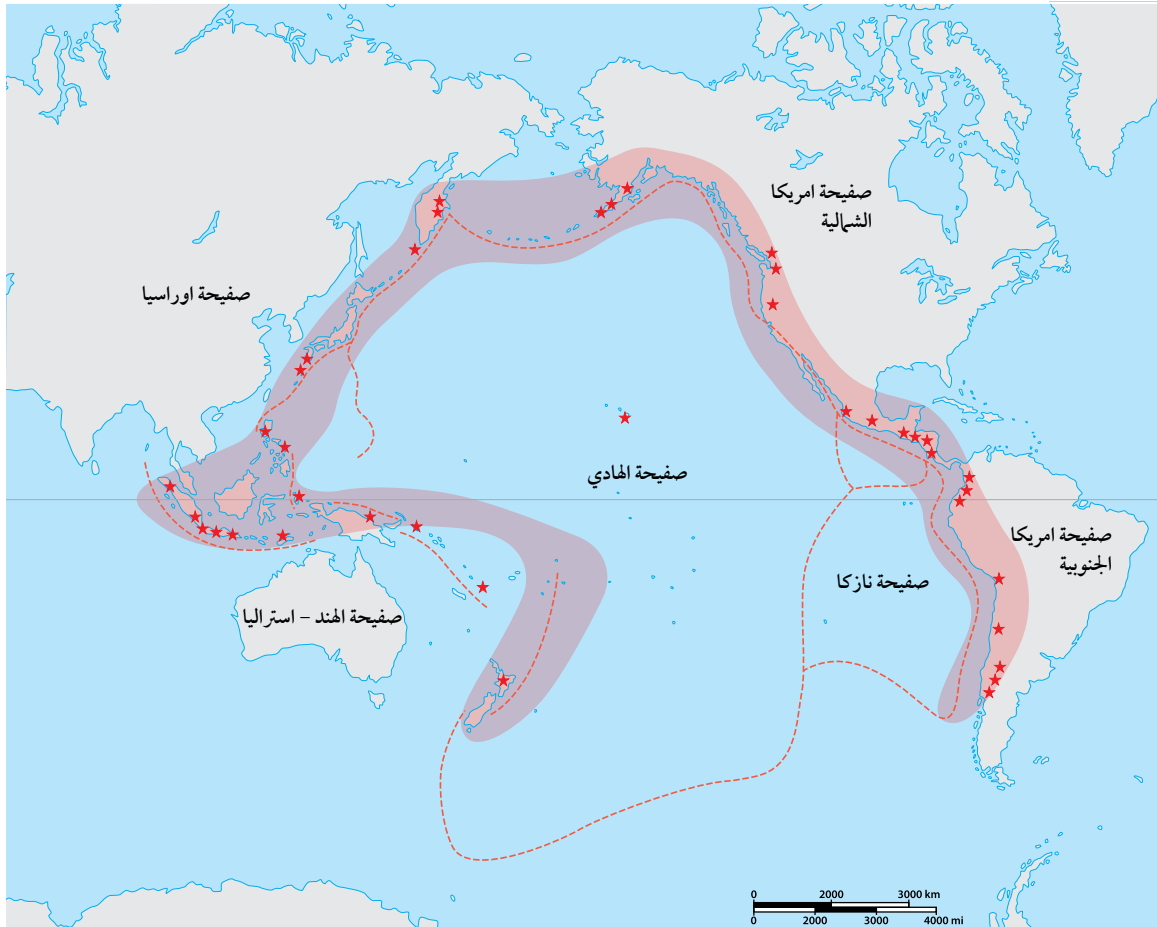 صفيحة امريكا
الشمالية
صفيحة اوراسيا
صفيحة الهادي
صفيحة امريكا
الجنوبية
صفيحة نازكا
صفيحة الهند - استراليا
0 2000 3000 km
0 2000 3000 4000 mi